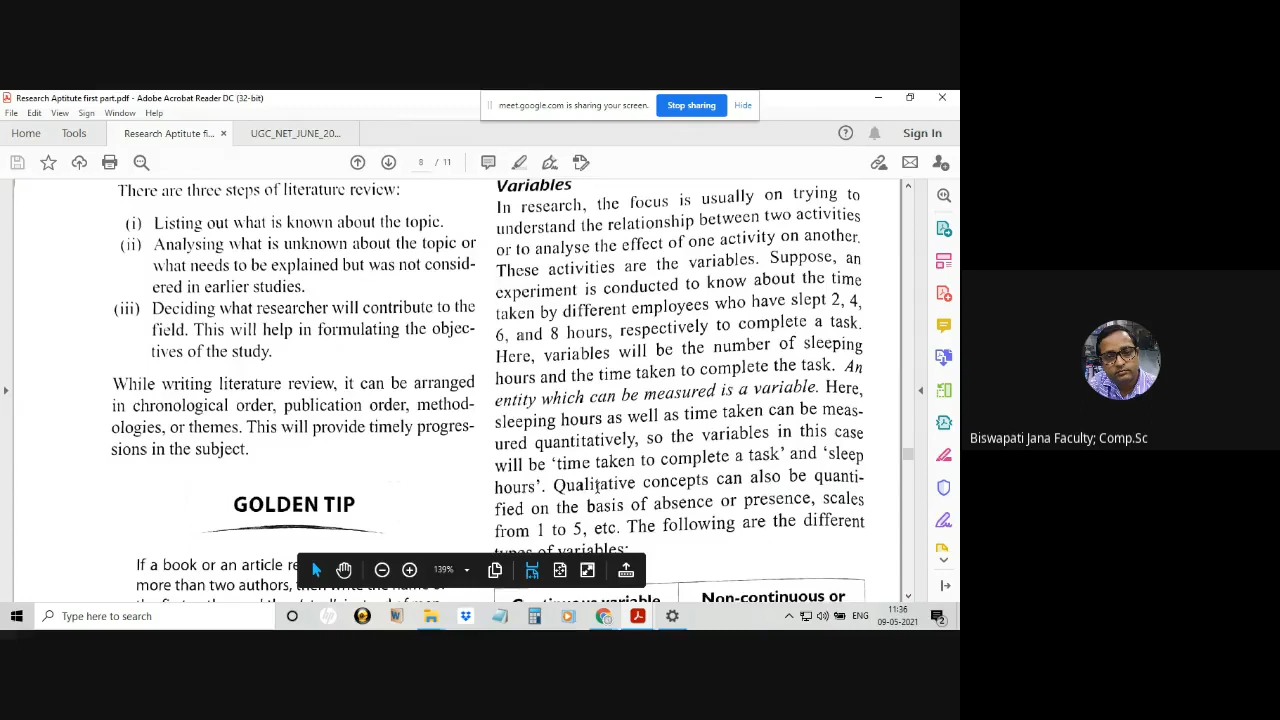 Research Aptitute first part.pdf - Adobe Acrobat Reader DC (32-bit)
meet.google.com is sharing your screen.
Stop sharing
Hide
File Edit View Sign Window Help
Home
Tools
Research Aptitute fi...
UGC_NET_JUNE_20...
Sign In
8 / 11
There are three steps of literature review:
(i) Listing out what is known about the topic.
(ii) Analysing what is unknown about the topic or
what needs to be explained but was not consid-
ered in earlier studies.
(iii) Deciding what researcher will contribute to the
field. This will help in formulating the objec-
tives of the study.
While writing literature review, it can be arranged
in chronological order, publication order, method-
ologies, or themes. This will provide timely progres-
sions in the subject.
GOLDEN TIP
If a book or an article
more than two authors,
Variables
In research, the focus is usually on trying to
understand the relationship between two activities
or to analyse the effect of one activity on another.
These activities are the variables. Suppose, an
experiment is conducted to know about the time
taken by different employees who have slept 2, 4,
6, and 8 hours, respectively to complete a task.
Here, variables will be the number of sleeping
hours and the time taken to complete the task. An
entity which can be measured is a variable. Here,
sleeping hours as well as time taken can be meas-
ured quantitatively, so the variables in this case
will be 'time taken to complete a task' and 'sleep
hours'. Qualitative concepts can also be quanti-
fied on the basis of absence or presence, scales
from 1 to 5, etc. The following are the different
types of variables:
Continuous variable
Non-continuous or
139%
Type here to search
ENG
11:36
09-05-2021
2
Biswapati Jana Faculty; Comp.Sc